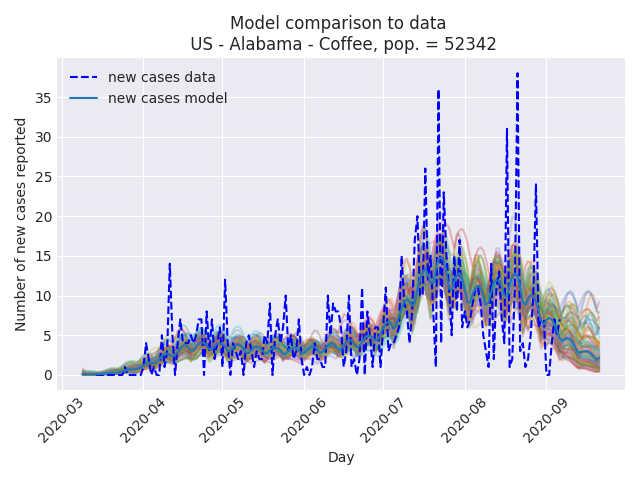 Model comparison to data
US - Alabama - Coffee, pop. = 52342
new cases data
new cases model
Number of new cases reported
35
30
25
20
15
10
5
0
2020-03
2020-04
2020-05
2020-06
2020-07
2020-08
2020-09
Day